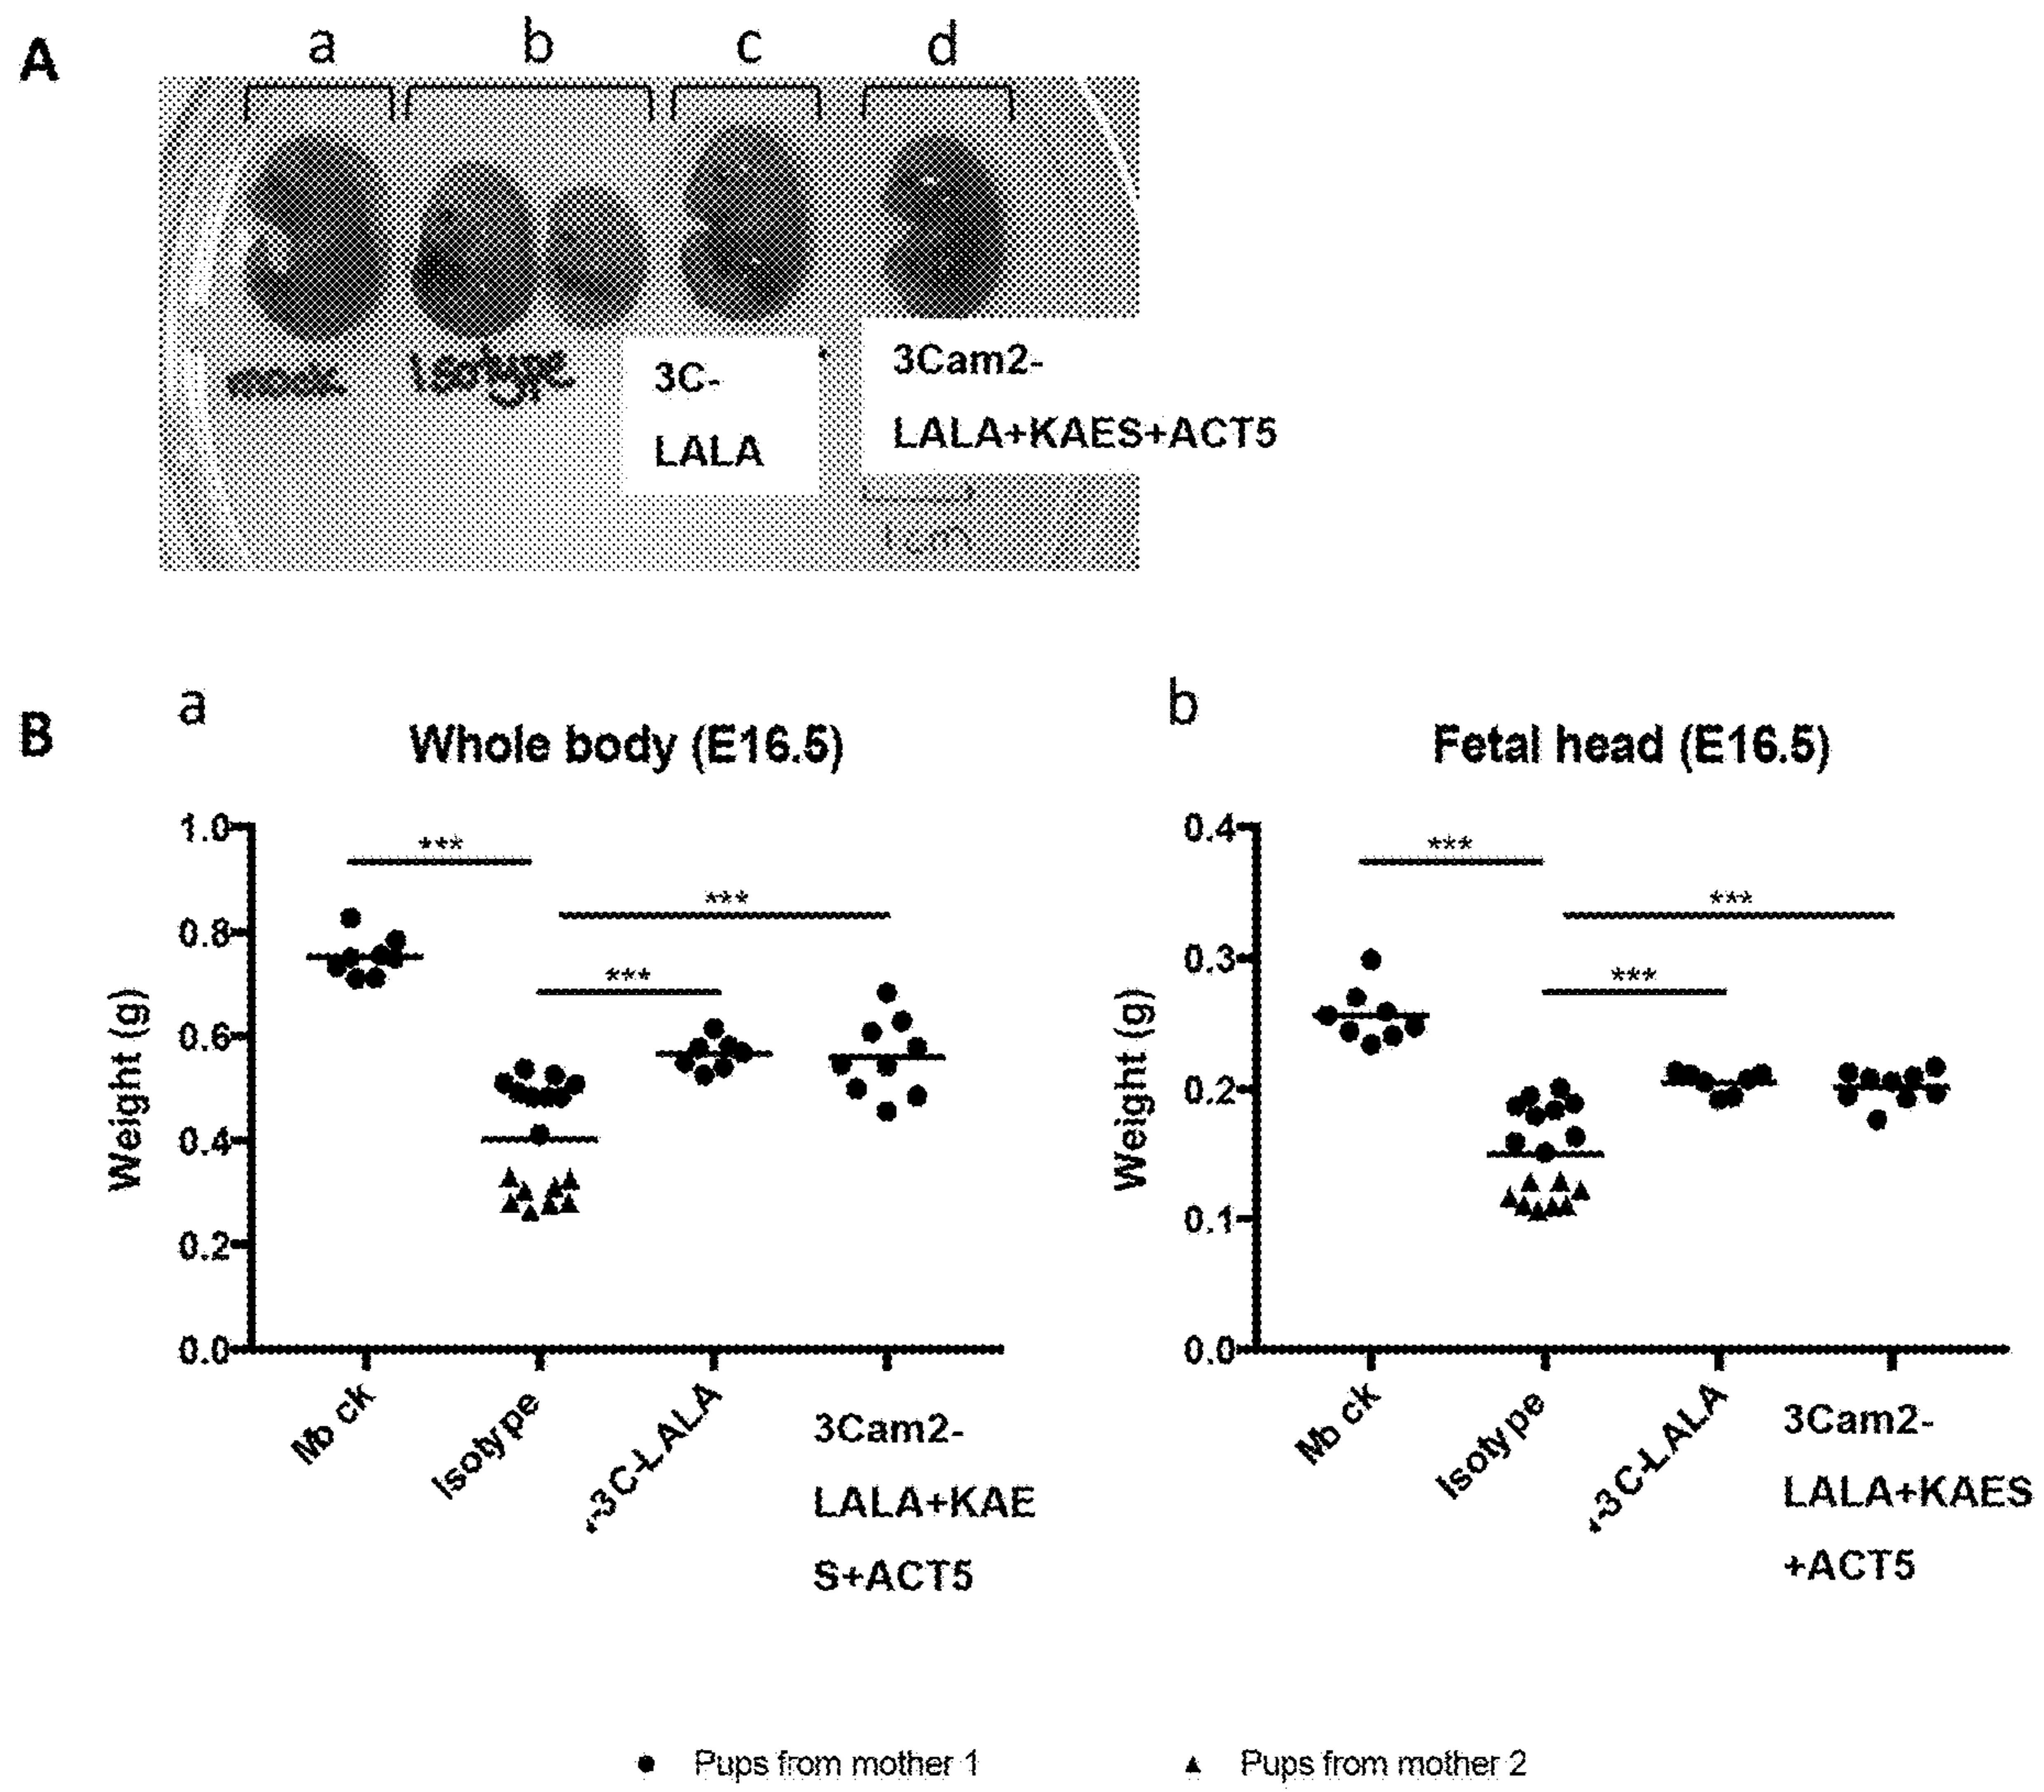 A
a b c d
mock
Isotype
3C-
LALA
3Cam2-
LALA+KAES+ACT5
1cm
B
a
Whole body (E16.5)
1.0
0.8
0.6
0.4
0.2
0.0
Weight (g)
***
***
***
Mock
Isotype
-3C-LALA
3Cam2-
LALA+KAE
S+ACT5
b
Fetal head (E16.5)
0.4
0.3
0.2
0.1
0.0
Weight (g)
***
***
***
Mock
Isotype
-3C-LALA
3Cam2-
LALA+KAES
+ACT5
Pups from mother 1
Pups from mother 2